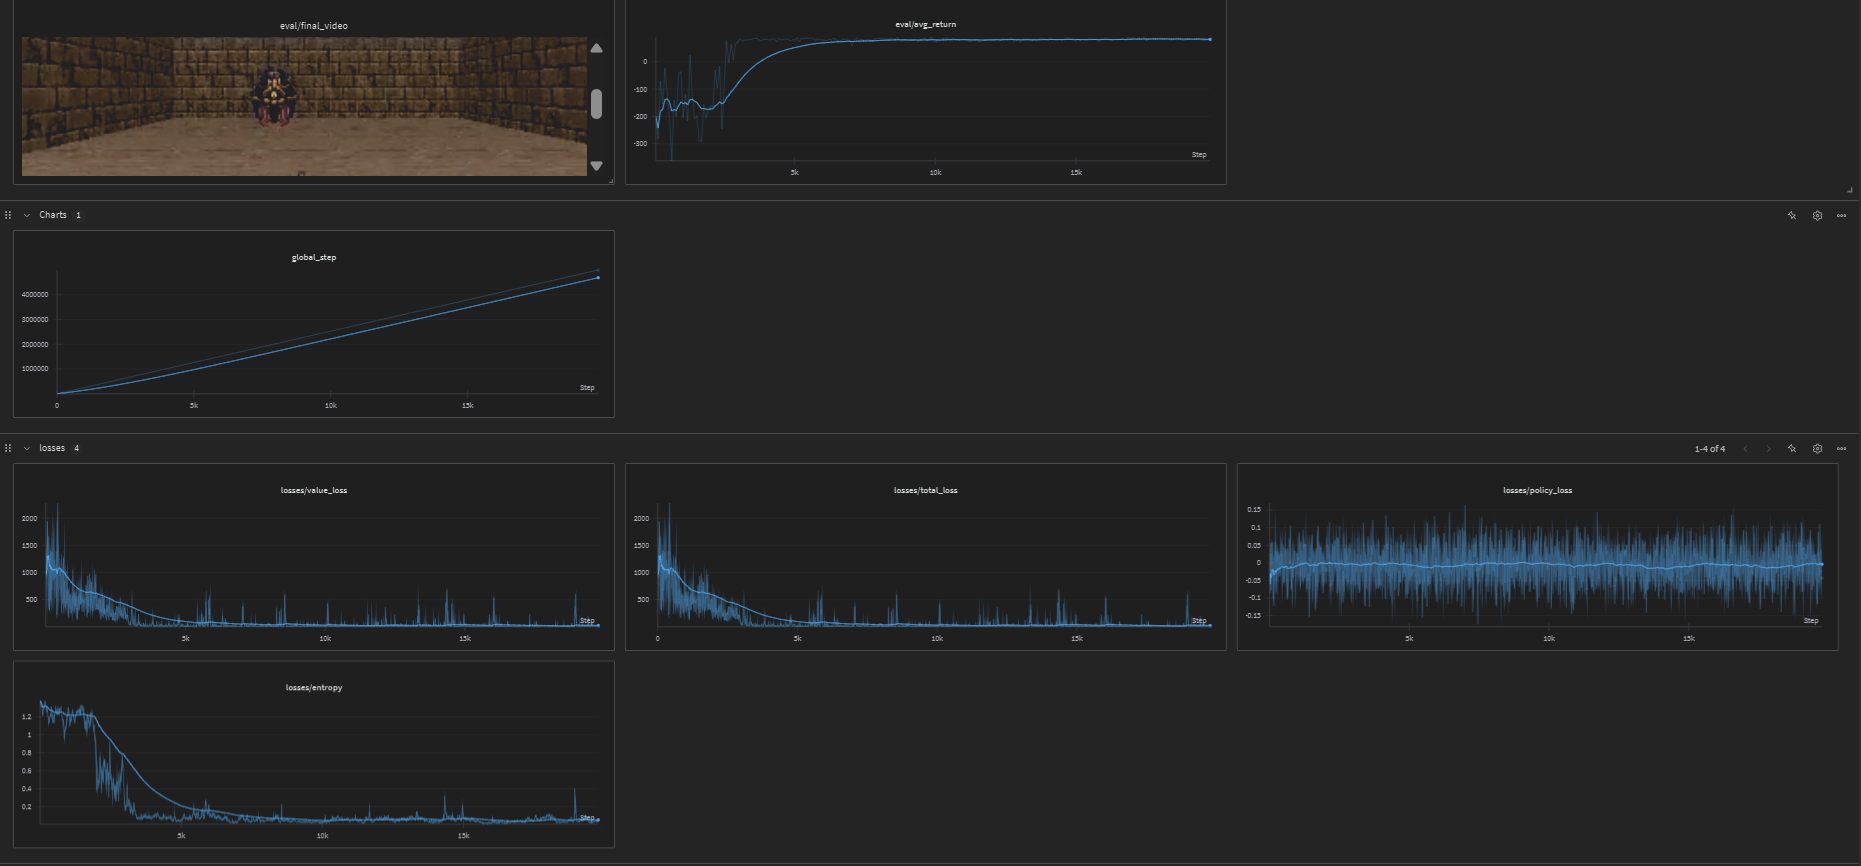 eval/final_video
eval/avg_return
0
-100
-200
-300
Step
5k
10k
15k
Charts 1
global_step
4000000
3000000
2000000
1000000
Step
0
5k
10k
15k
losses 4
1-4 of 4
losses/value_loss
2000
1500
1000
500
Step
5k
10k
15k
losses/total_loss
2000
1500
1000
500
Step
0
5k
10k
15k
losses/policy_loss
0.15
0.1
0.05
0
-0.05
-0.1
-0.15
Step
5k
10k
15k
losses/entropy
1.2
1
0.8
0.6
0.4
0.2
Step
5k
10k
15k